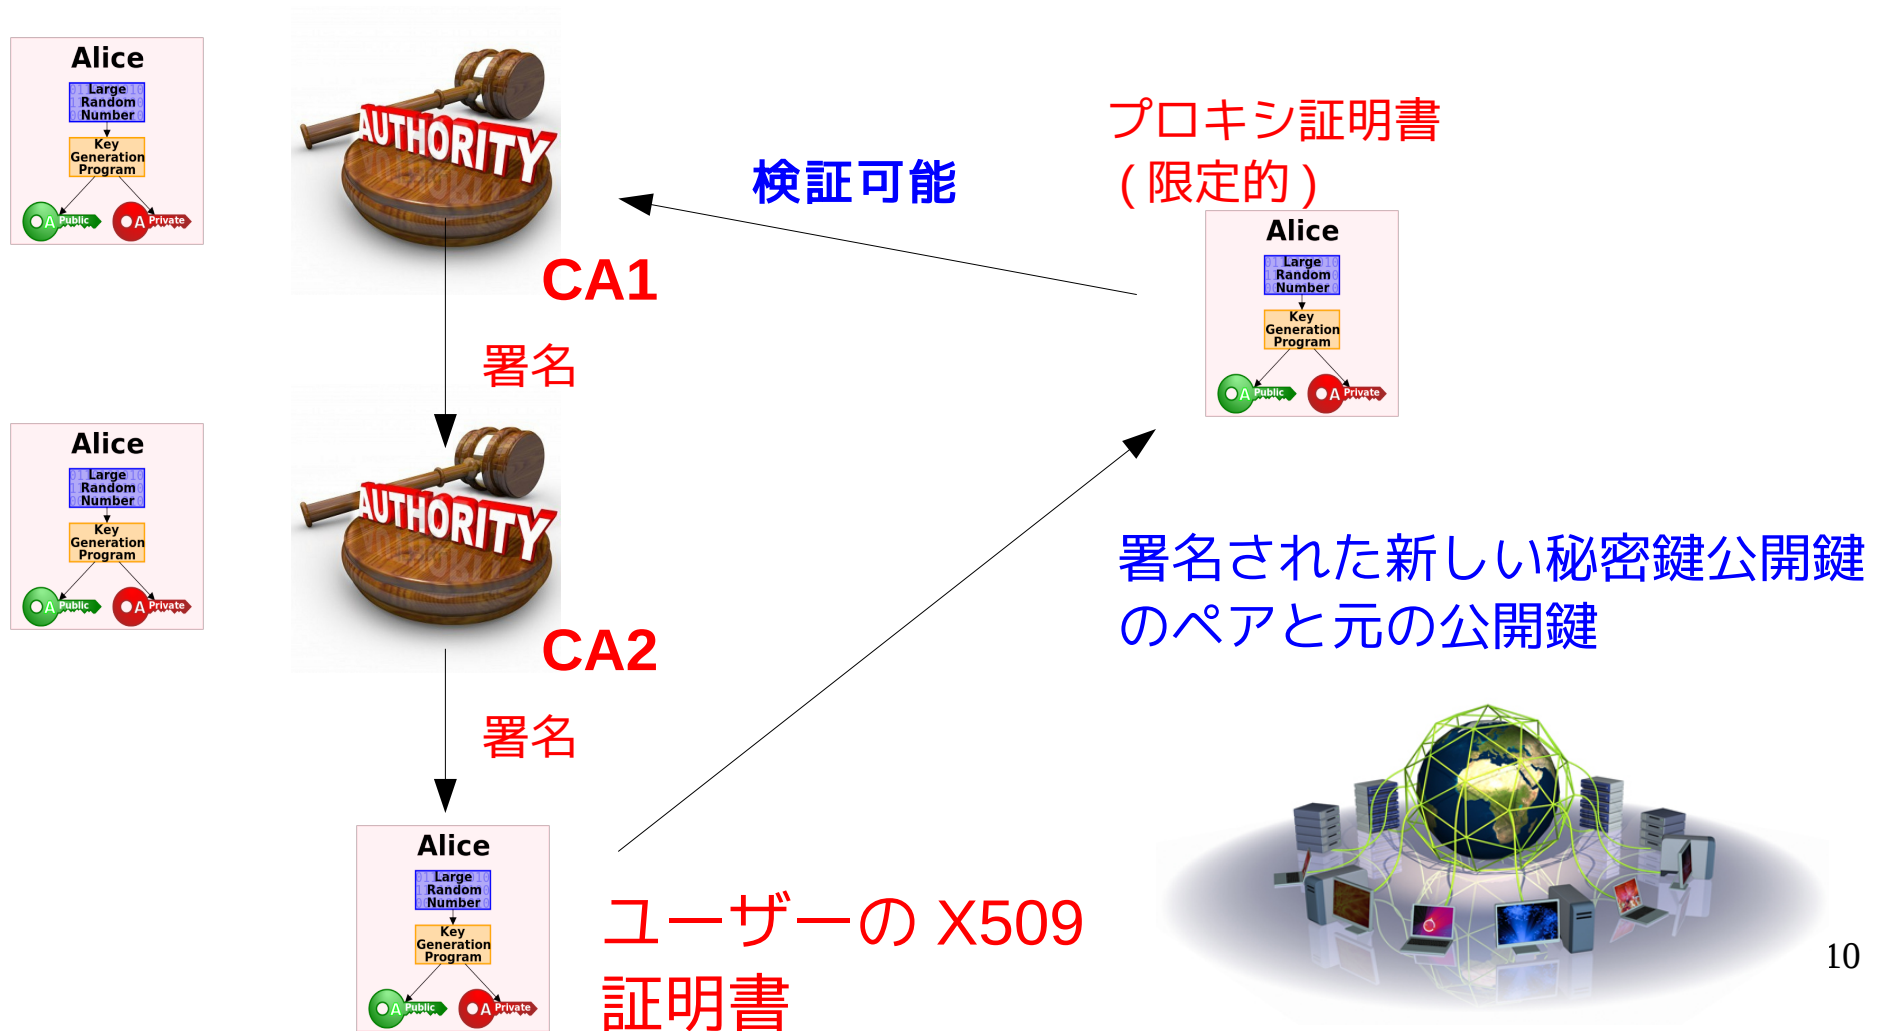 Alice
Large
Random
Number
Key
Generation
Program
A Public
A Private
AUTHORITY
CA1
検証可能
プロキシ証明書
(限定的)
Alice
Large
Random
Number
Key
Generation
Program
A Public
A Private
署名
Alice
Large
Random
Number
Key
Generation
Program
A Public
A Private
AUTHORITY
CA2
署名された新しい秘密鍵公開鍵
のペアと元の公開鍵
署名
Alice
Large
Random
Number
Key
Generation
Program
A Public
A Private
ユーザーの X509
証明書
10